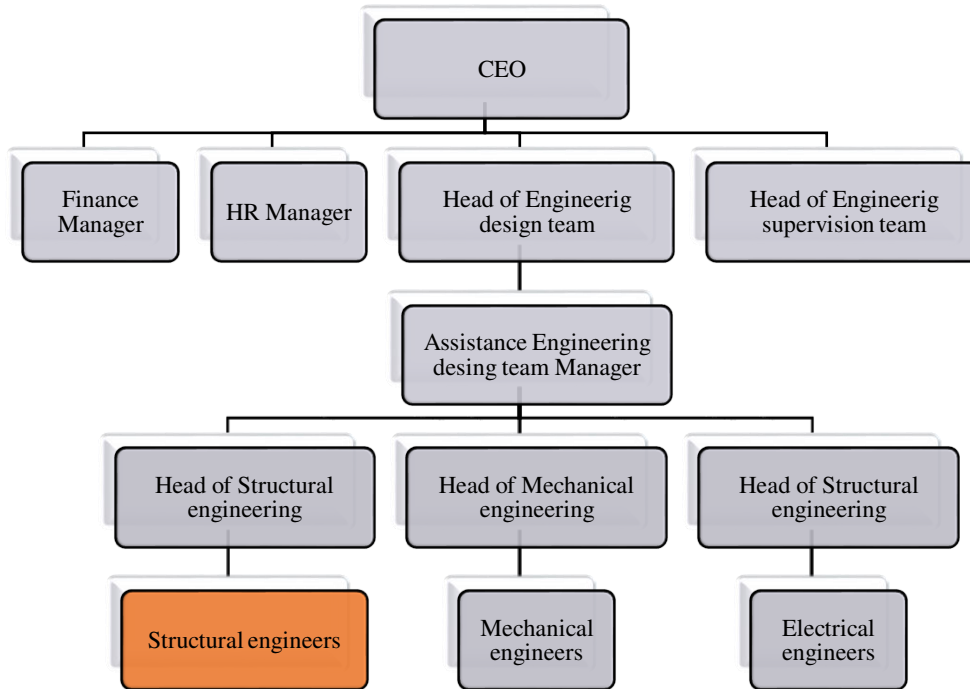 CEO
Finance
Manager
HR Manager
Head of Engineerig
design team
Head of Engineerig
supervision team
Assistance Engineering
desing team Manager
Head of Structural
engineering
Head of Mechanical
engineering
Head of Structural
engineering
Structural engineers
Mechanical
engineers
Electrical
engineers